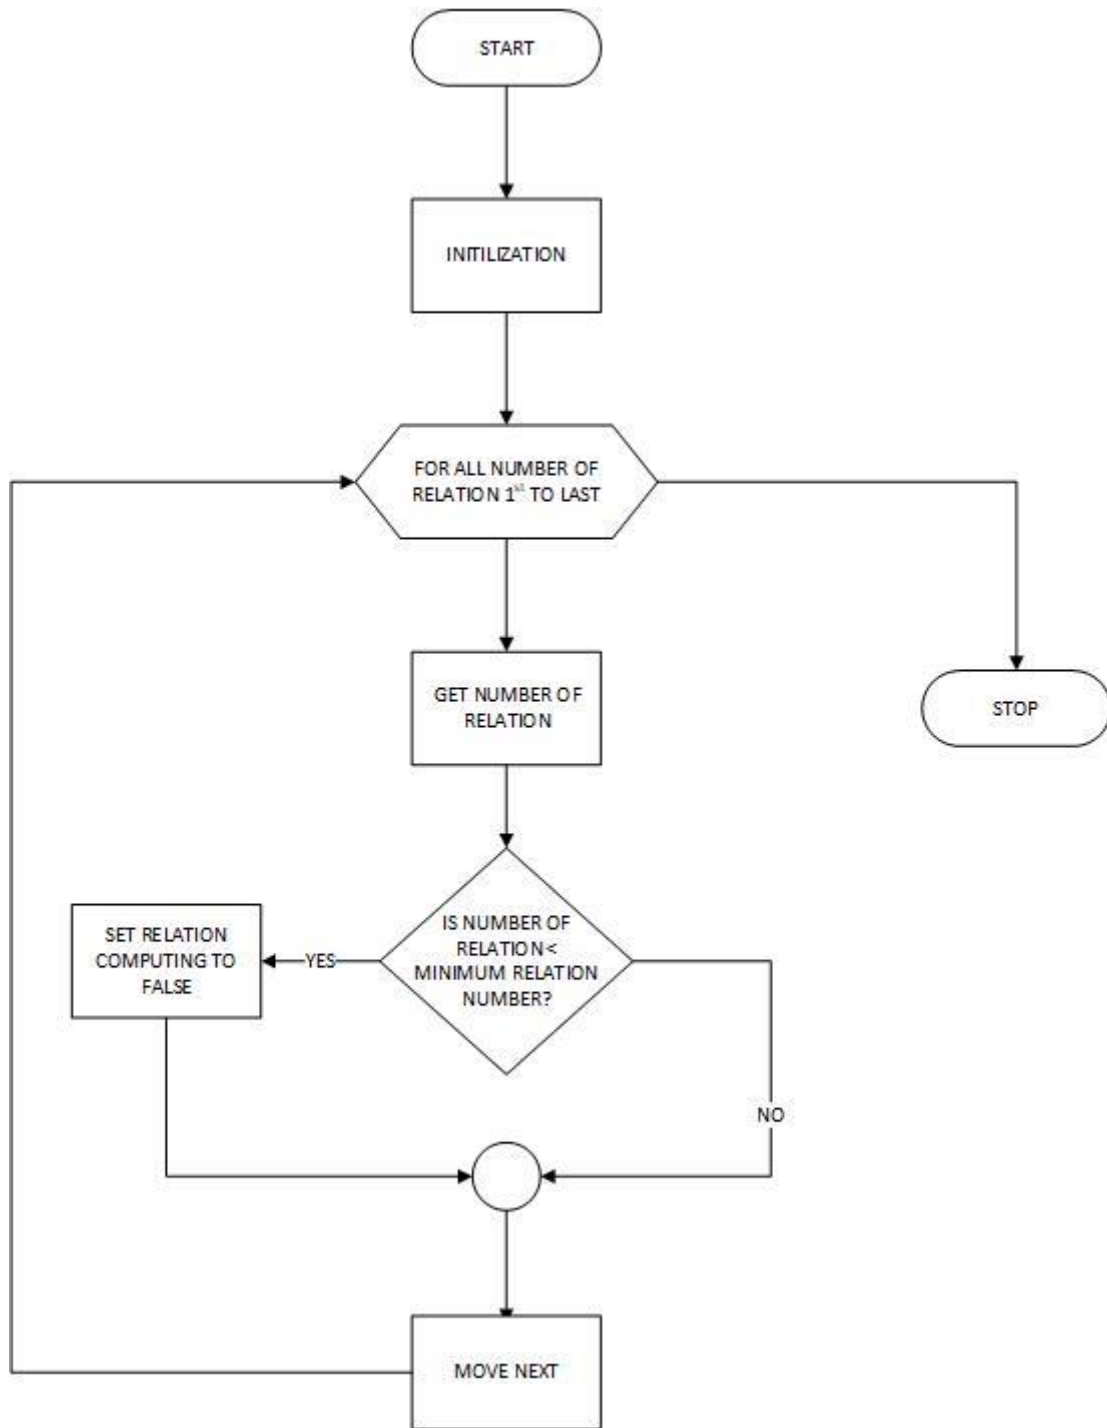 START
INITILIZATION
FOR ALL NUMBER OF
RELATION 1st TO LAST
GET NUMBER OF
RELATION
STOP
IS NUMBER OF
RELATION<
MINIMUM RELATION
NUMBER?
YES
SET RELATION
COMPUTING TO
FALSE
NO
MOVE NEXT